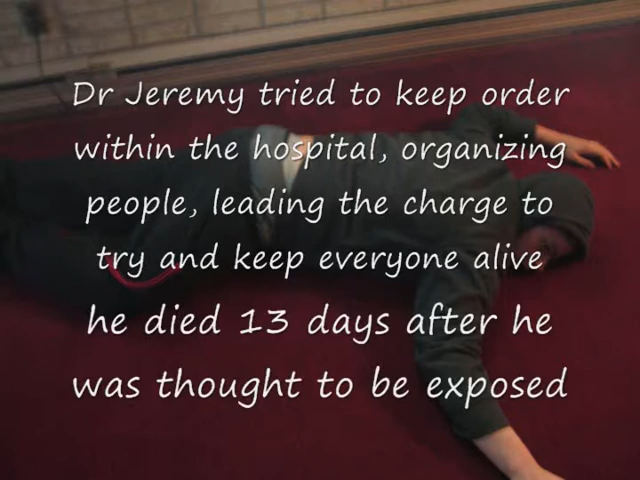 Dr Jeremy tried to keep order
within the hospital, organizing
people, leading the charge to
try and keep everyone alive
he died 13 days after he
was thought to be exposed